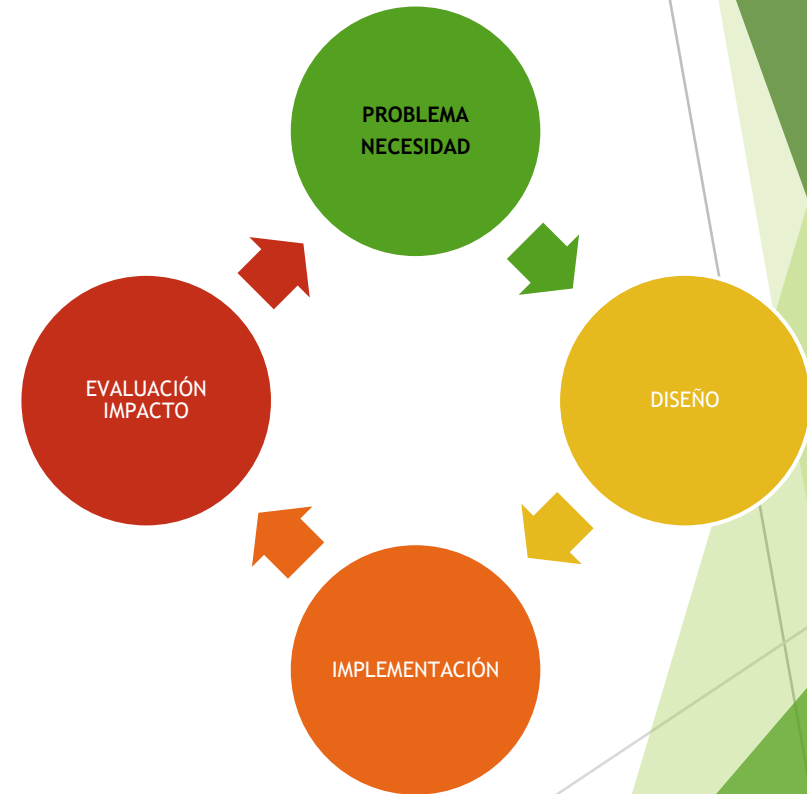 PROBLEMA
NECESIDAD
DISEÑO
IMPLEMENTACIÓN
EVALUACIÓN
IMPACTO